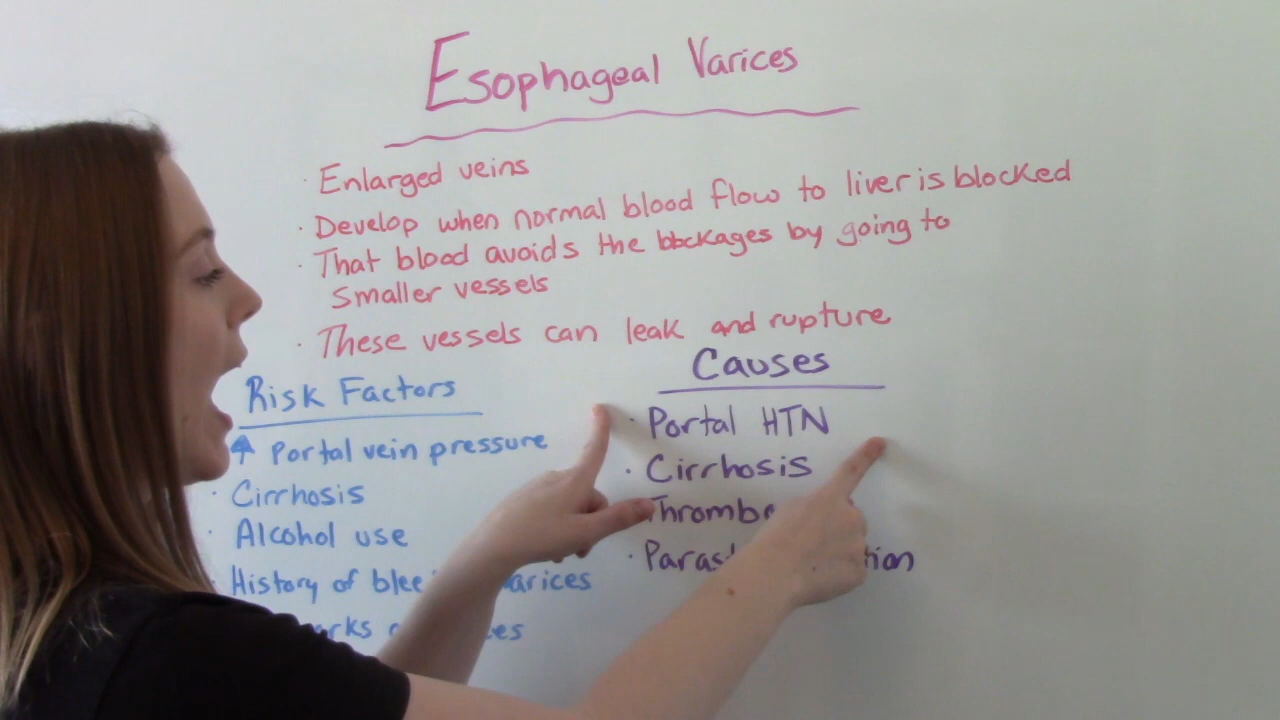 Esophageal Varices
· Enlarged veins
· Develop when normal blood flow to liver is blocked
· That blood avoids the blockages by going to
smaller vessels
· These vessels can leak and rupture
Risk Factors
↑ Portal vein pressure
· Cirrhosis
· Alcohol use
· History of varices
Causes
· Portal HTN
· Cirrhosis